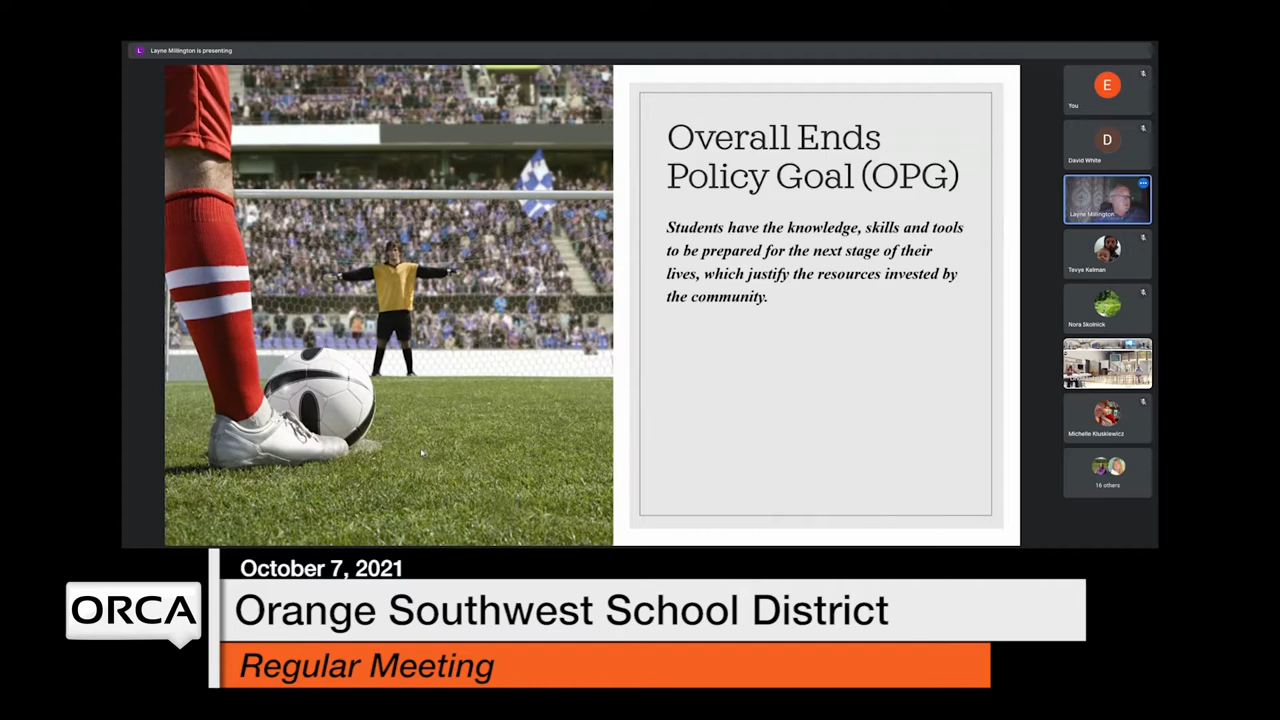 L Layne Millington is presenting
Overall Ends
Policy Goal (OPG)
Students have the knowledge, skills and tools
to be prepared for the next stage of their
lives, which justify the resources invested by
the community.
E
You
D
David White
Layne Millington
Tevye Kelman
Nora Skolnick
Michelle Kluskiewicz
16 others
October 7, 2021
ORCA
Orange Southwest School District
Regular Meeting